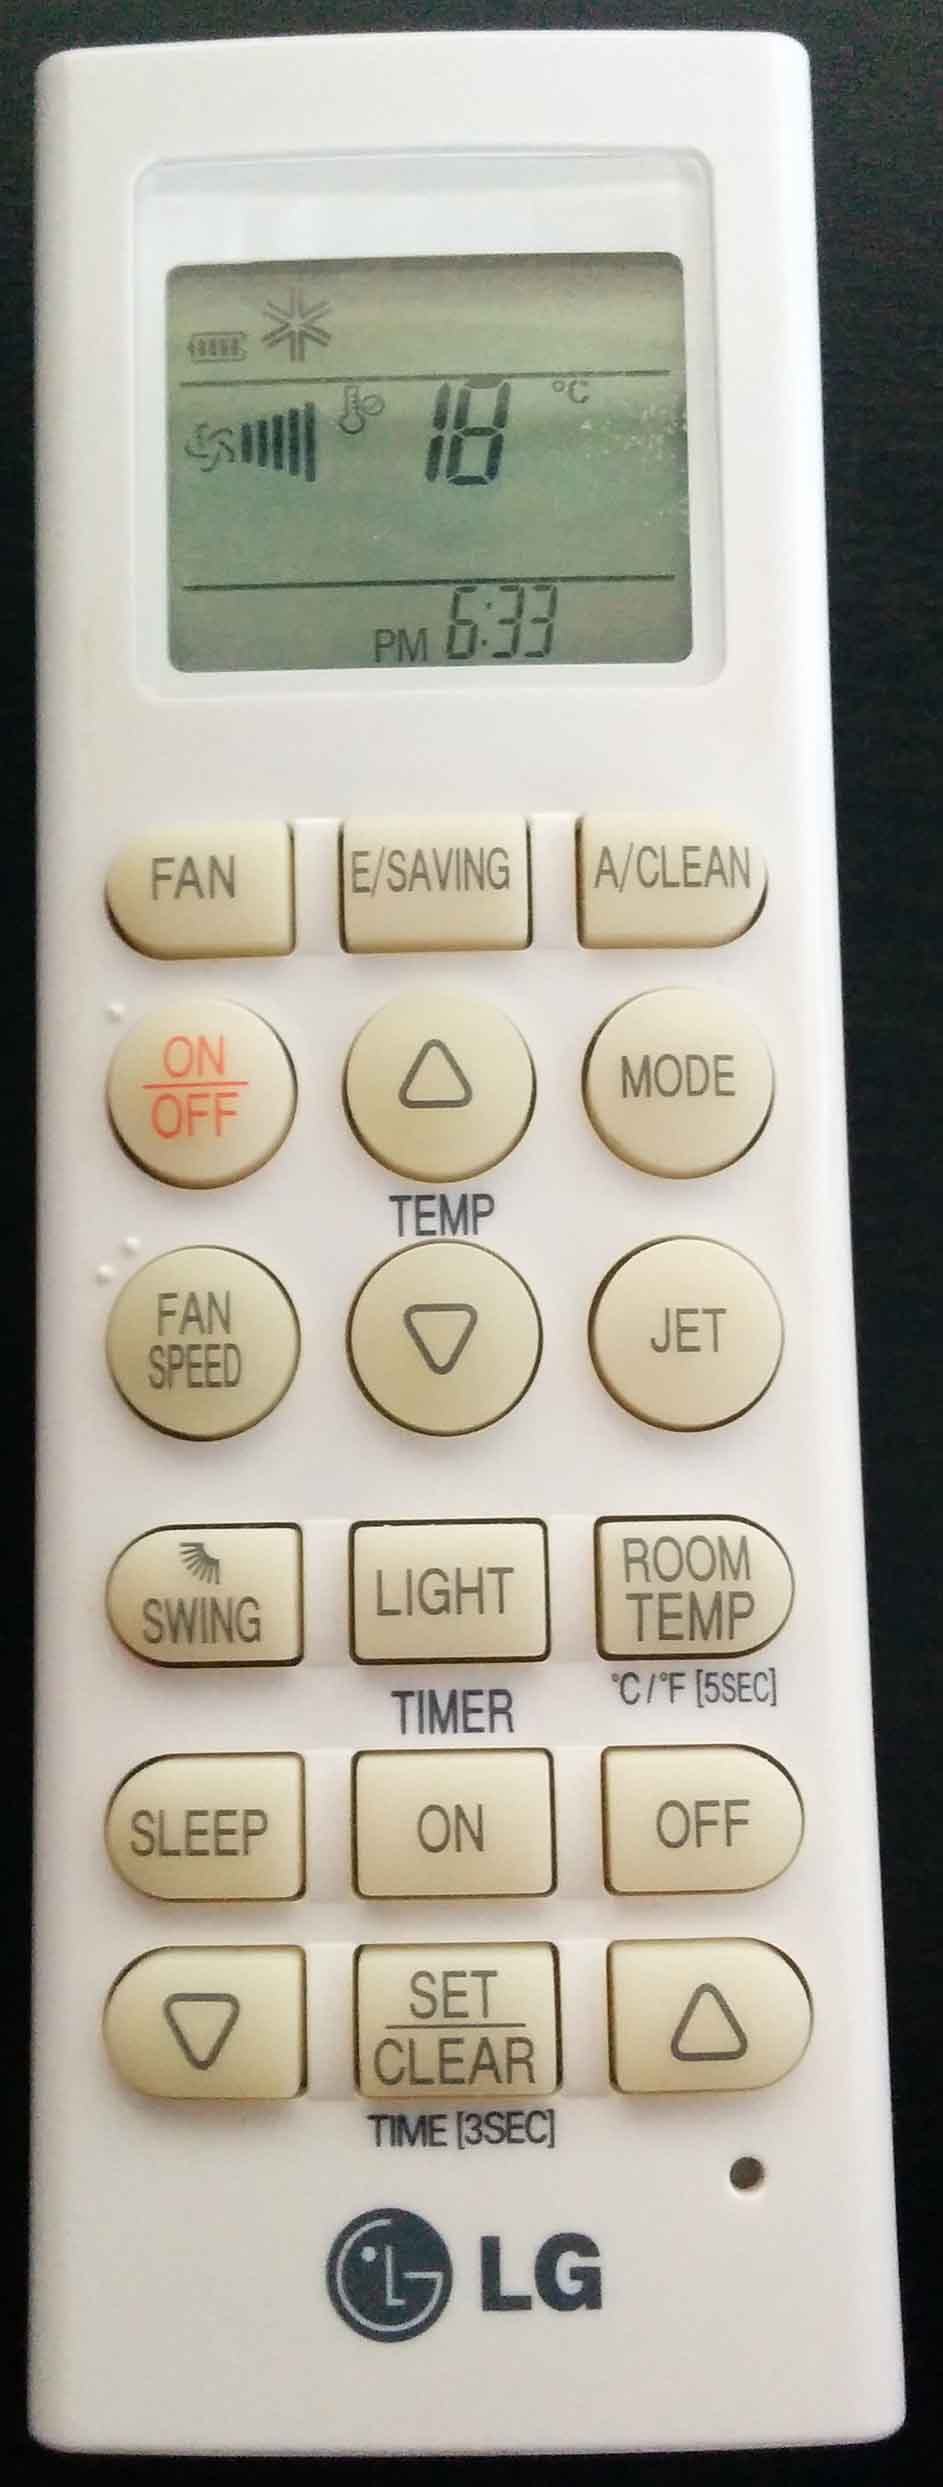 18 °C
PM 6:33
FAN E/SAVING A/CLEAN
ON
OFF
MODE
TEMP
FAN
SPEED
JET
SWING
LIGHT
ROOM
TEMP
°C/°F [5SEC]
TIMER
SLEEP ON OFF
SET
CLEAR
TIME [3SEC]
LG